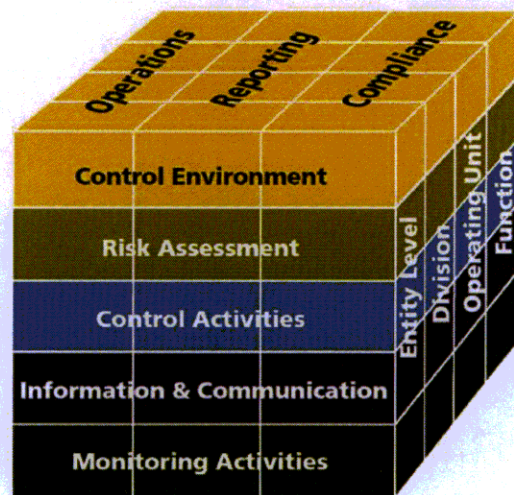 Operations
Reporting
Compliance
Control Environment
Risk Assessment
Control Activities
Information & Communication
Monitoring Activities
Entity Level
Division
Operating Unit
Function